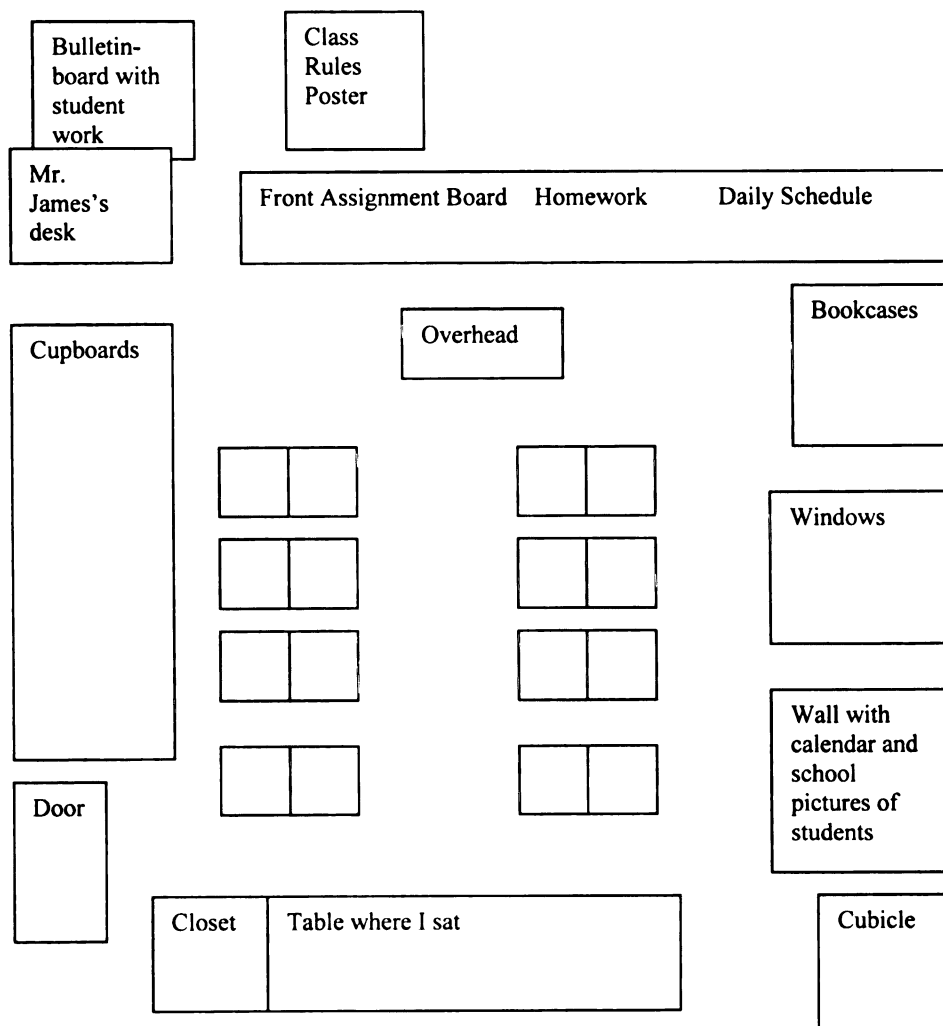 Bulletin-
board with
student
work
Class
Rules
Poster
Mr.
James's
desk
Front Assignment Board Homework Daily Schedule
Cupboards
Overhead
Bookcases
Windows
Wall with
calendar and
school
pictures of
students
Door
Closet
Table where I sat
Cubicle